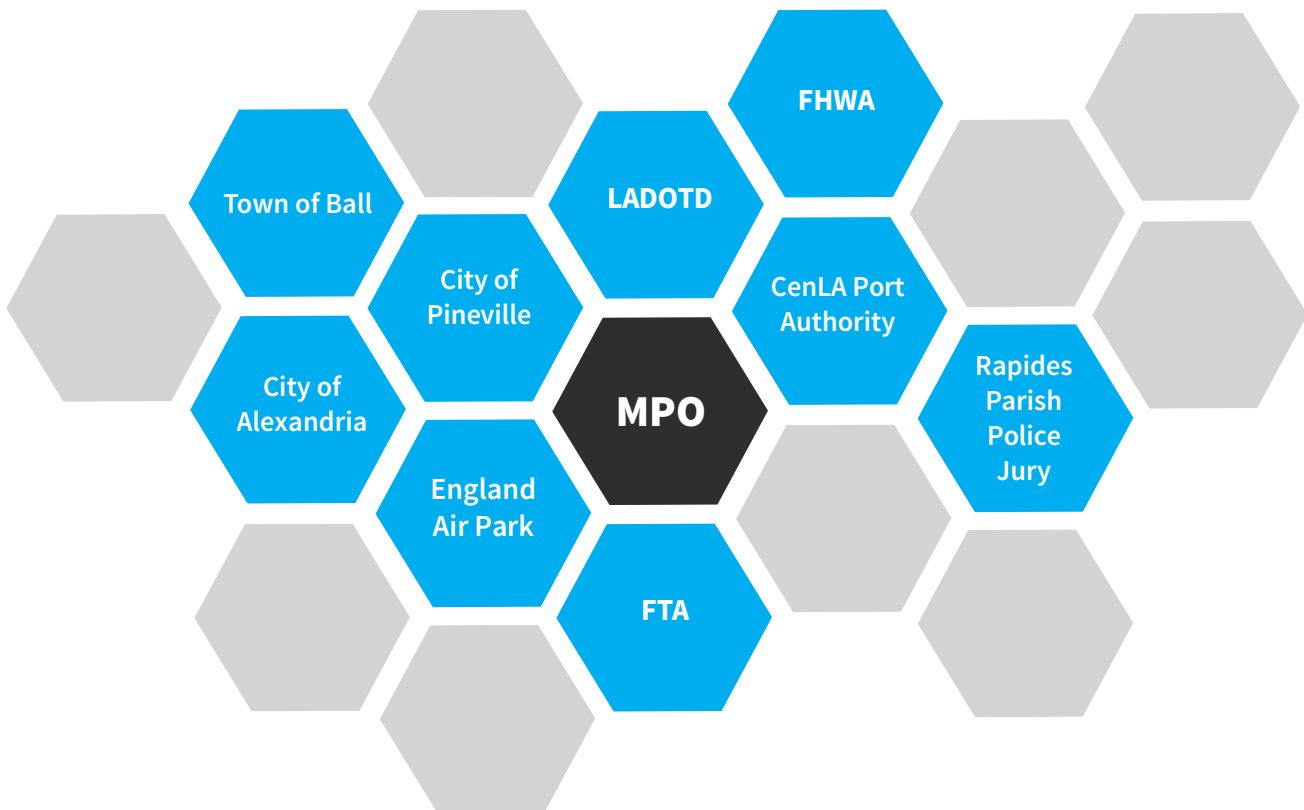 FHWA
Town of Ball
LADOTD
City of
Pineville
CenLA Port
Authority
City of
Alexandria
MPO
Rapides
Parish
Police
Jury
England
Air Park
FTA